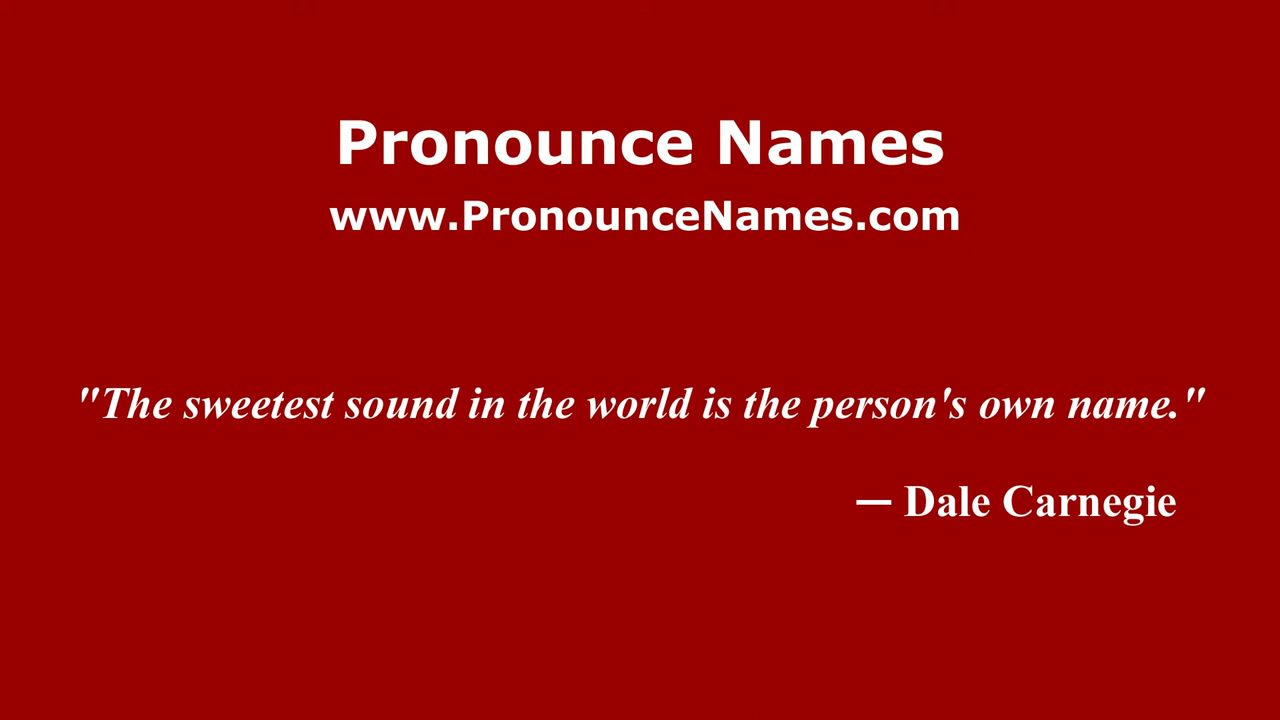 Pronounce Names
www.PronounceNames.com
"The sweetest sound in the world is the person's own name."
— Dale Carnegie